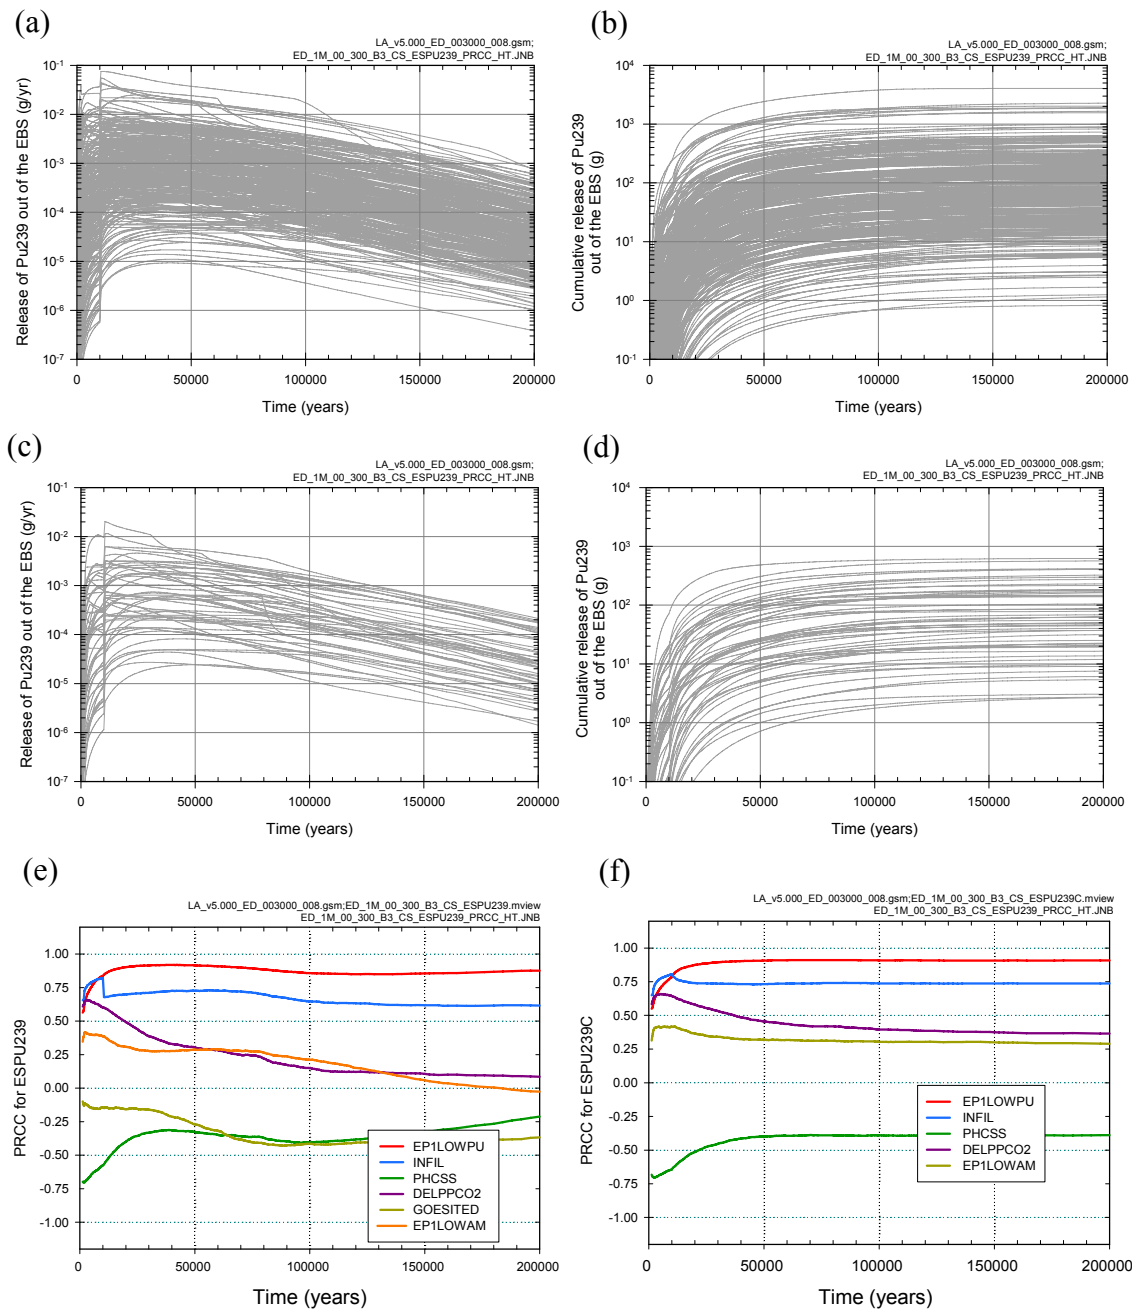 (a)
LA_v5.000_ED_003000_008.gsm;
ED_1M_00_300_B3_CS_ESPU239_PRCC_HT.JNB
Release of Pu239 out of the EBS (g/yr)
10-1
10-2
10-3
10-4
10-5
10-6
10-7
0 50000 100000 150000 200000
Time (years)
(b)
LA_v5.000_ED_003000_008.gsm;
ED_1M_00_300_B3_CS_ESPU239_PRCC_HT.JNB
Cumulative release of Pu239
out of the EBS (g)
104
103
102
101
100
10-1
0 50000 100000 150000 200000
Time (years)
(c)
LA_v5.000_ED_003000_008.gsm;
ED_1M_00_300_B3_CS_ESPU239_PRCC_HT.JNB
Release of Pu239 out of the EBS (g/yr)
10-1
10-2
10-3
10-4
10-5
10-6
10-7
0 50000 100000 150000 200000
Time (years)
(d)
LA_v5.000_ED_003000_008.gsm;
ED_1M_00_300_B3_CS_ESPU239_PRCC_HT.JNB
Cumulative release of Pu239
out of the EBS (g)
104
103
102
101
100
10-1
0 50000 100000 150000 200000
Time (years)
(e)
LA_v5.000_ED_003000_008.gsm;ED_1M_00_300_B3_CS_ESPU239.mview
ED_1M_00_300_B3_CS_ESPU239_PRCC_HT.JNB
PRCC for ESPU239
1.00
0.75
0.50
0.25
0.00
-0.25
-0.50
-0.75
-1.00
EP1LOWPU
INFIL
PHCSS
DELPPCO2
GOESITED
EP1LOWAM
0 50000 100000 150000 200000
Time (years)
(f)
LA_v5.000_ED_003000_008.gsm;ED_1M_00_300_B3_CS_ESPU239C.mview
ED_1M_00_300_B3_CS_ESPU239_PRCC_HT.JNB
PRCC for ESPU239C
1.00
0.75
0.50
0.25
0.00
-0.25
-0.50
-0.75
-1.00
EP1LOWPU
INFIL
PHCSS
DELPPCO2
EP1LOWAM
0 50000 100000 150000 200000
Time (years)